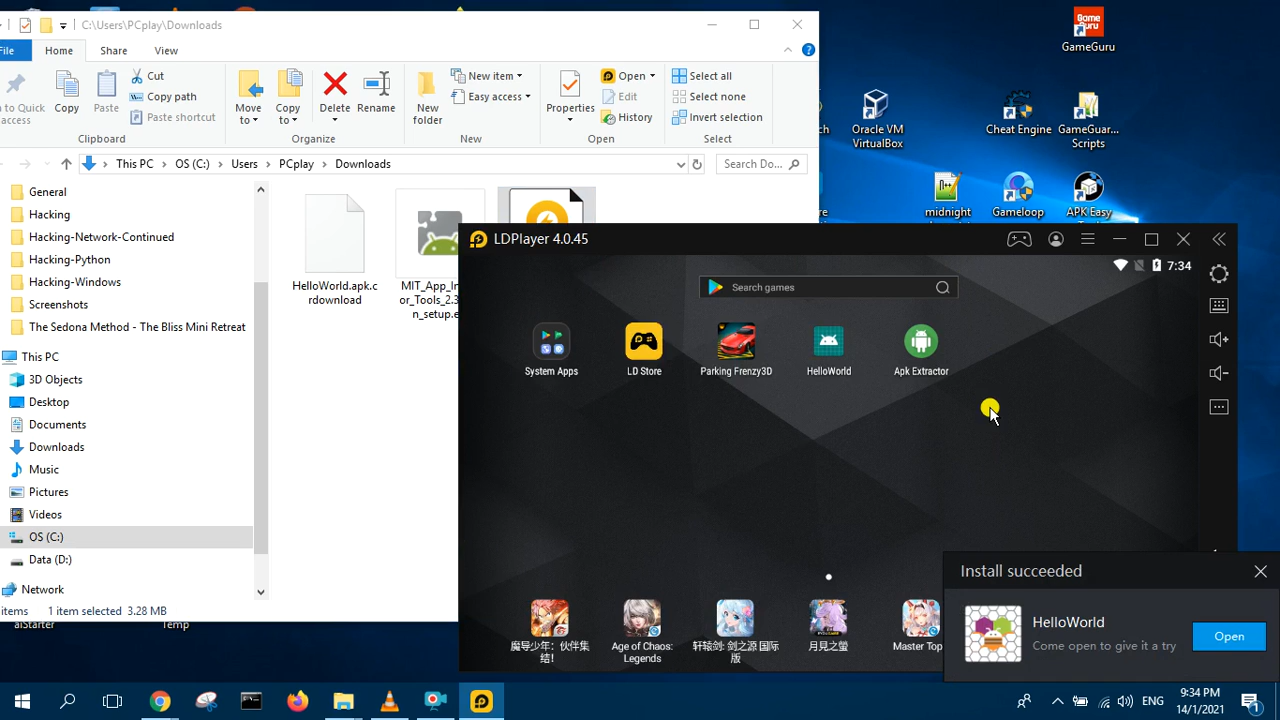 C:\Users\PCplay\Downloads
File
Home
Share
View
Copy
Paste
Cut
Copy path
Paste shortcut
Clipboard
Move to
Copy to
Delete
Rename
Organize
New folder
New item
Easy access
New
Properties
Open
Edit
History
Open
Select all
Select none
Invert selection
Select
This PC
OS (C:)
Users
PCplay
Downloads
Search Do...
General
Hacking
Hacking-Network-Continued
Hacking-Python
Hacking-Windows
Screenshots
The Sedona Method - The Bliss Mini Retreat
This PC
3D Objects
Desktop
Documents
Downloads
Music
Pictures
Videos
OS (C:)
Data (D:)
Network
HelloWorld.apk.c
rdownload
MIT_App_In
or_Tools_2.3
n_setup.e
items
1 item selected 3.28 MB
aiStarter
Temp
GameGuru
Oracle VM
VirtualBox
Cheat Engine
GameGuar...
Scripts
midnight
Gameloop
APK Easy
LDPlayer 4.0.45
7:34
Search games
System Apps
LD Store
Parking Frenzy3D
HelloWorld
Apk Extractor
魔导少年：伙伴集
结！
Age of Chaos:
Legends
轩辕剑: 剑之源 国际
版
月見之螢
Master Top
Install succeeded
HelloWorld
Come open to give it a try
Open
ENG
9:34 PM
14/1/2021
1